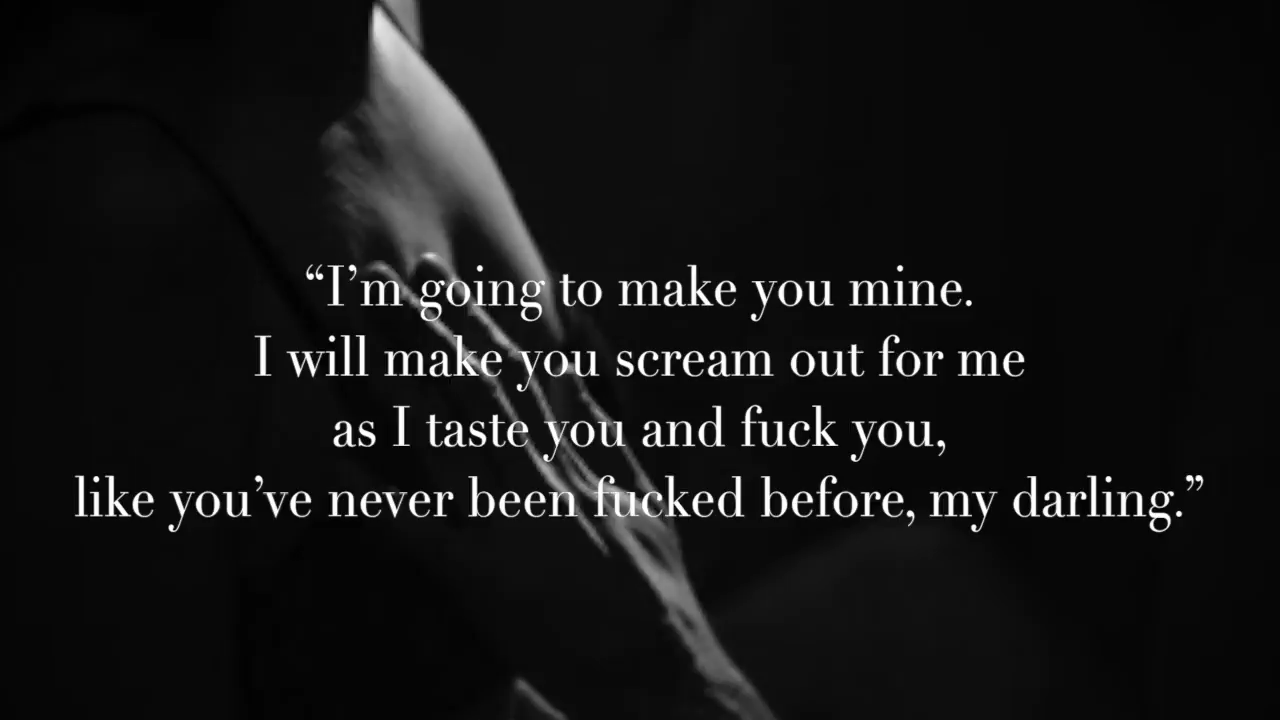 “I’m going to make you mine.
I will make you scream out for me
as I taste you and fuck you,
like you’ve never been fucked before, my darling.”